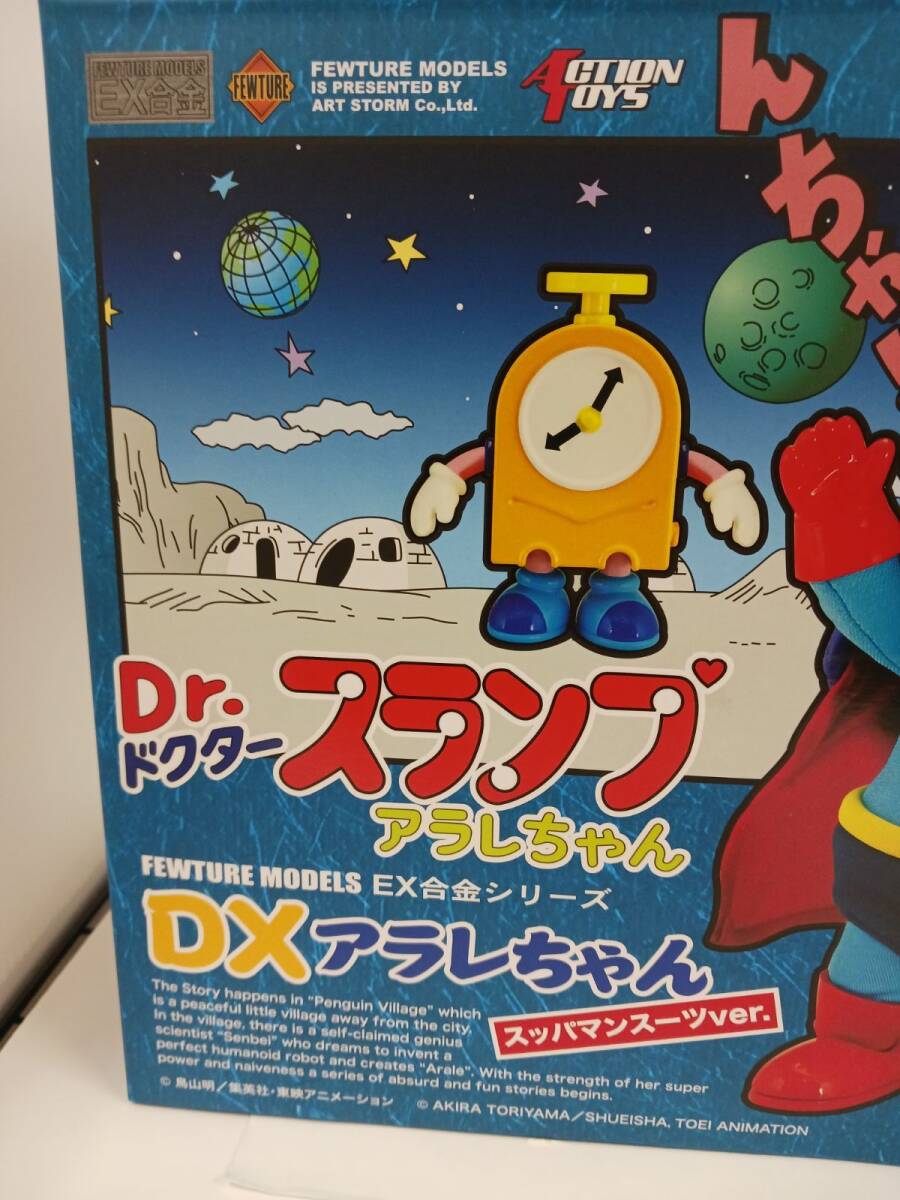 FEWTURE MODELS
EX合金
FEWTURE
FEWTURE MODELS
IS PRESENTED BY
ART STORM Co.,Ltd.
ACTION
TOYS
んちゃ
Dr.
ドクター
スランプ
アラレちゃん
FEWTURE MODELS EX合金シリーズ
DXアラレちゃん
スッパマンスーツver.
The Story happens in "Penguin Village" which
is a peaceful little village away from the city.
In the village, there is a self-claimed genius
scientist "Senbei" who dreams to invent a
perfect humanoid robot and creates "Arale". With the strength of her super
power and naiveness a series of absurd and fun stories begins.
© 鳥山明／集英社・東映アニメーション
© AKIRA TORIYAMA／SHUEISHA, TOEI ANIMATION